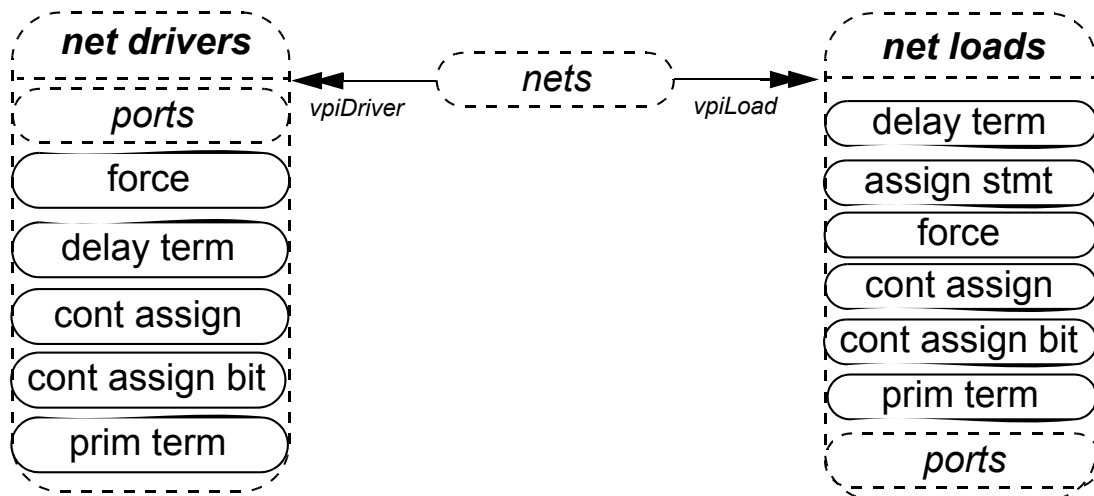 net drivers
ports
force
delay term
cont assign
cont assign bit
prim term
nets
vpiDriver
vpiLoad
net loads
delay term
assign stmt
force
cont assign
cont assign bit
prim term
ports